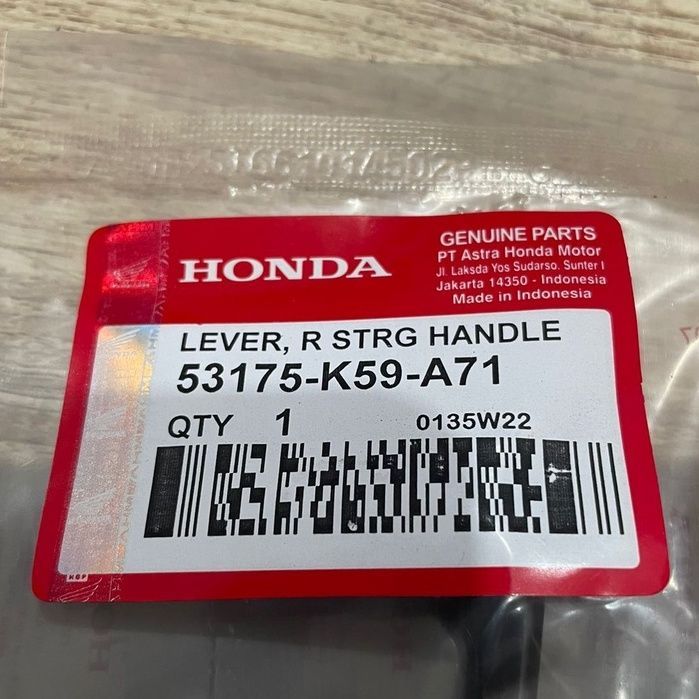 HONDA
GENUINE PARTS
PT Astra Honda Motor
Jl. Laksda Yos Sudarso. Sunter I
Jakarta 14350 - Indonesia
Made in Indonesia
LEVER, R STRG HANDLE
53175-K59-A71
QTY 1 0135W22